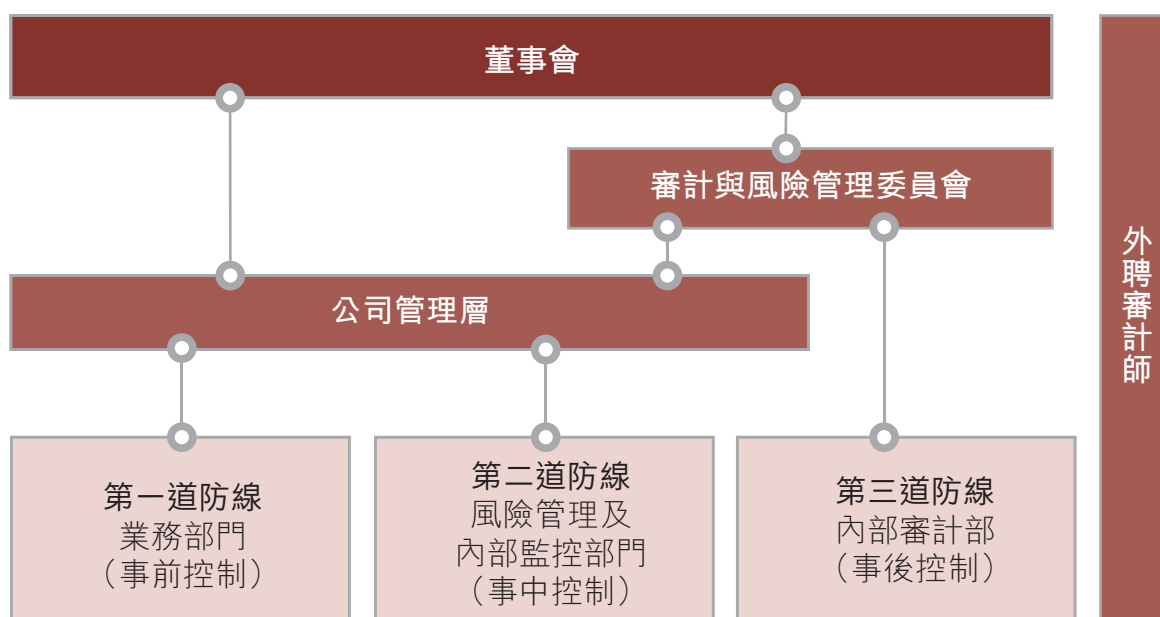 董事會
審計與風險管理委員會
公司管理層
第一道防線
業務部門
（事前控制）
第二道防線
風險管理及
內部監控部門
（事中控制）
第三道防線
內部審計部
（事後控制）
外聘審計師